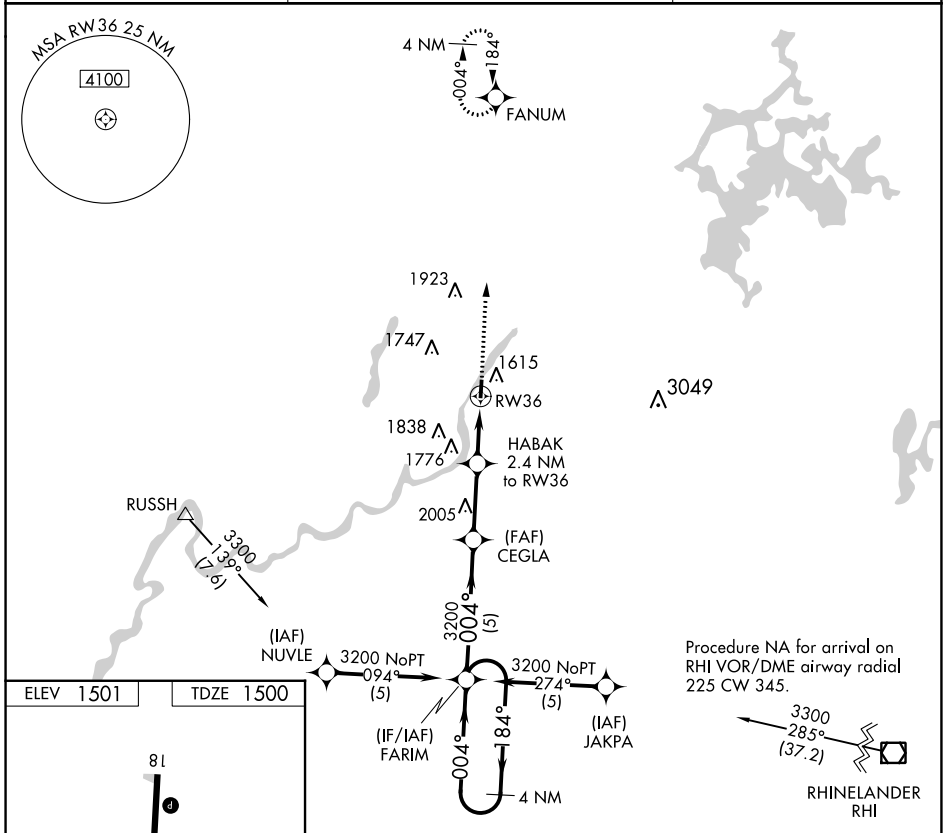 MSA RW36 25 NM
4100
4 NM
004°
184°
FANUM
1923
1747
1615
RW36
3049
1838
1776
HABAK
2.4 NM
to RW36
RUSSH
2005
(FAF)
CEGLA
3300
139°
(7.6)
3200
004°
(5)
(IAF)
NUVLE
3200 NoPT
094°
(5)
3200 NoPT
274°
(5)
(IAF)
JAKPA
(IF/IAF)
FARIM
004°
184°
4 NM
Procedure NA for arrival on
RHI VOR/DME airway radial
225 CW 345.
3300
285°
(37.2)
RHINELANDER
RHI
ELEV 1501
TDZE 1500
18
P